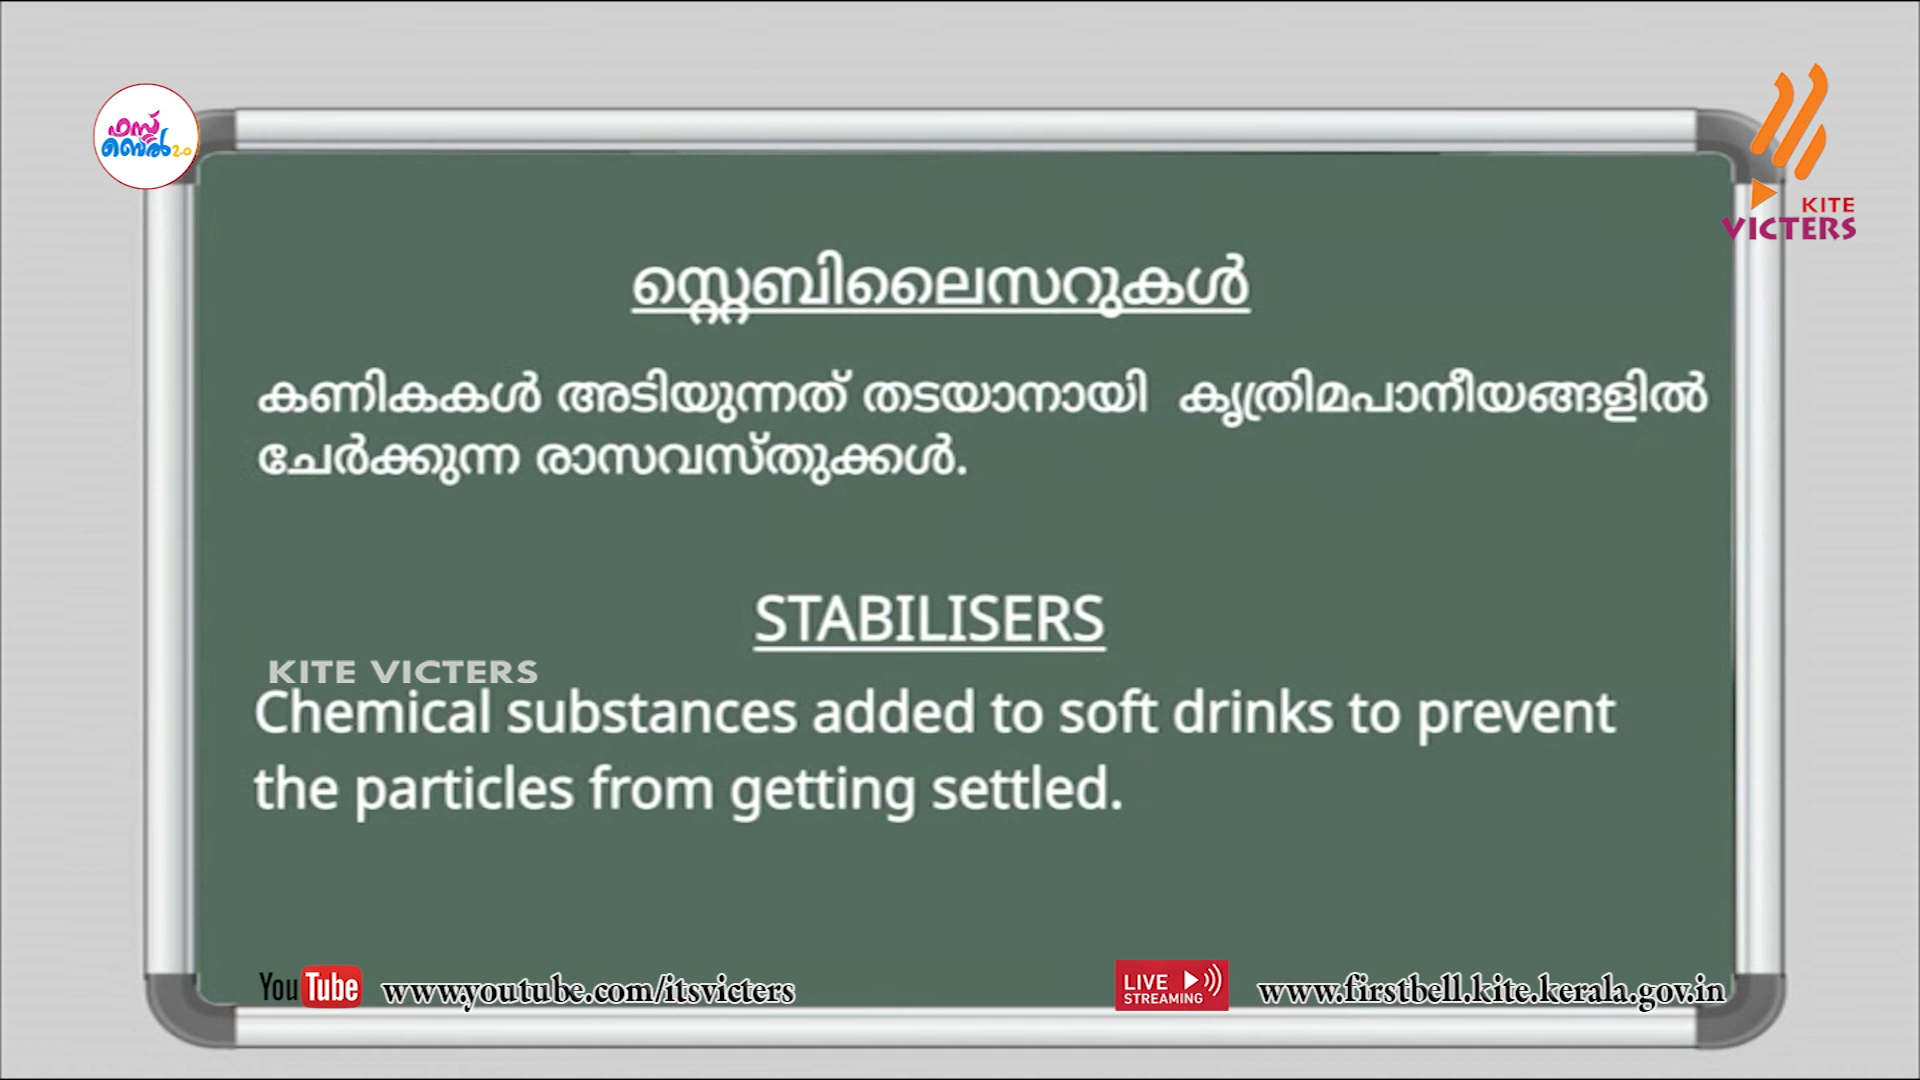 ഫസ്റ്റ്
ബെൽ 2.0
KITE
VICTERS
സ്റ്റെബിലൈസറുകൾ
കണികകൾ അടിയുന്നത് തടയാനായി കൃത്രിമപാനീയങ്ങളിൽ
ചേർക്കുന്ന രാസവസ്തുക്കൾ.
STABILISERS
KITE VICTERS
Chemical substances added to soft drinks to prevent
the particles from getting settled.
YouTube www.youtube.com/itsvicters
LIVE
STREAMING
www.firstbell.kite.kerala.gov.in